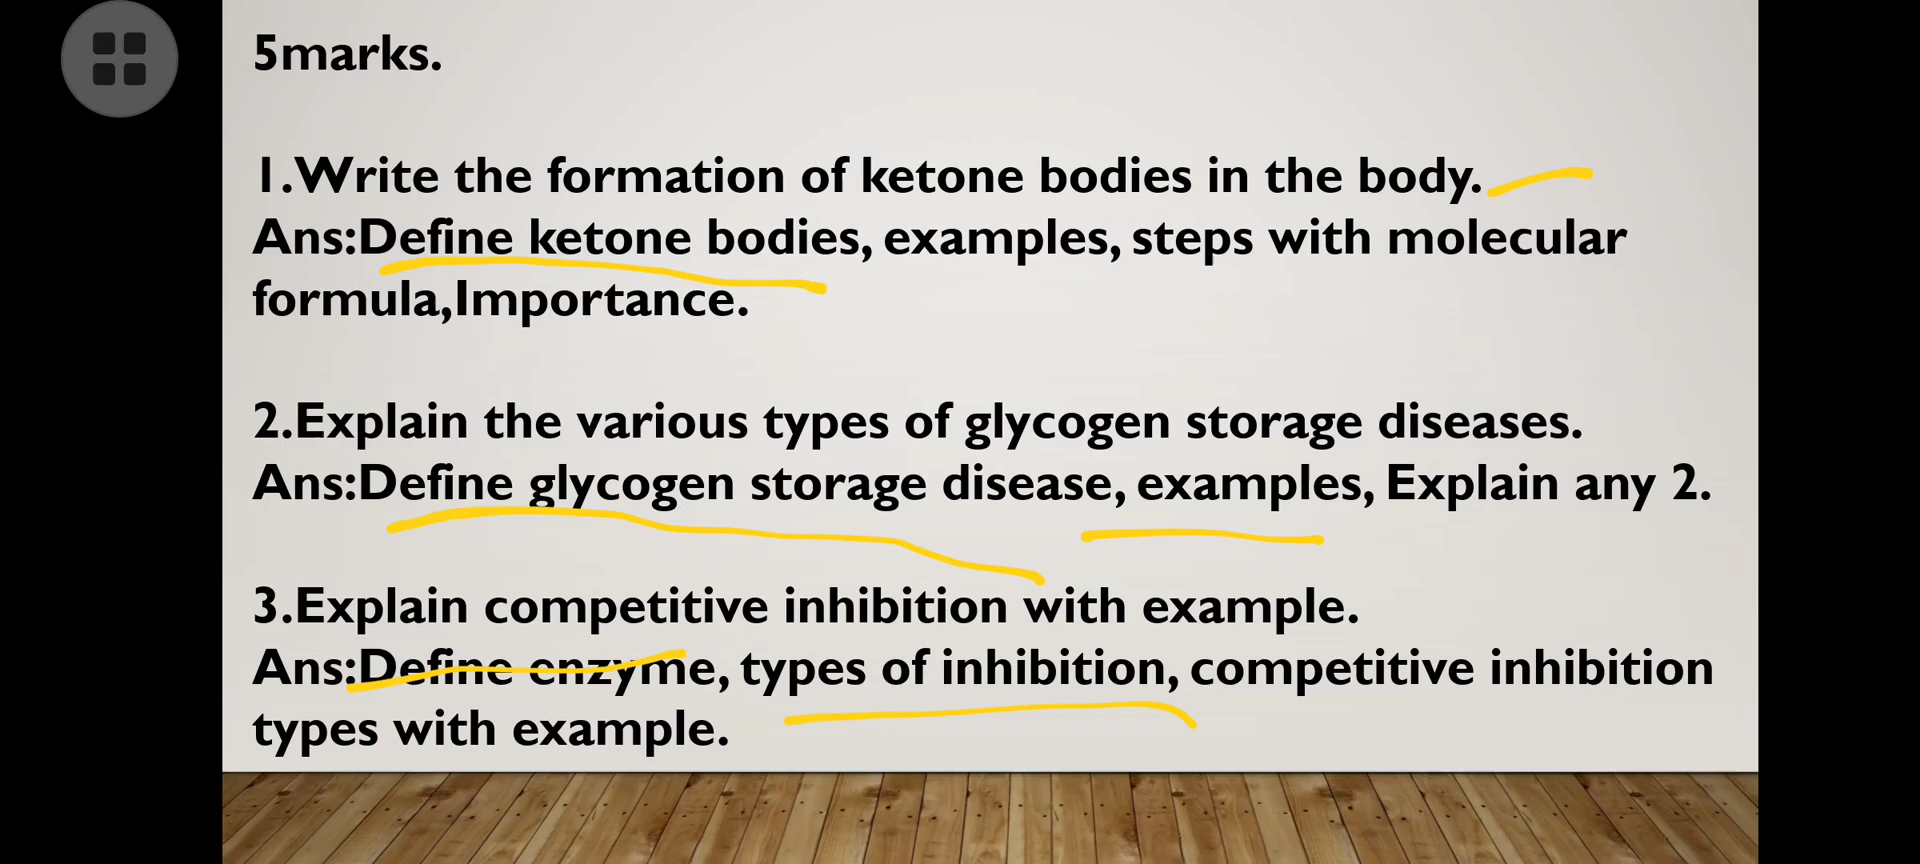 5marks.
1.Write the formation of ketone bodies in the body.
Ans:Define ketone bodies, examples, steps with molecular
formula,Importance.
2.Explain the various types of glycogen storage diseases.
Ans:Define glycogen storage disease, examples, Explain any 2.
3.Explain competitive inhibition with example.
Ans:Define enzyme, types of inhibition, competitive inhibition
types with example.